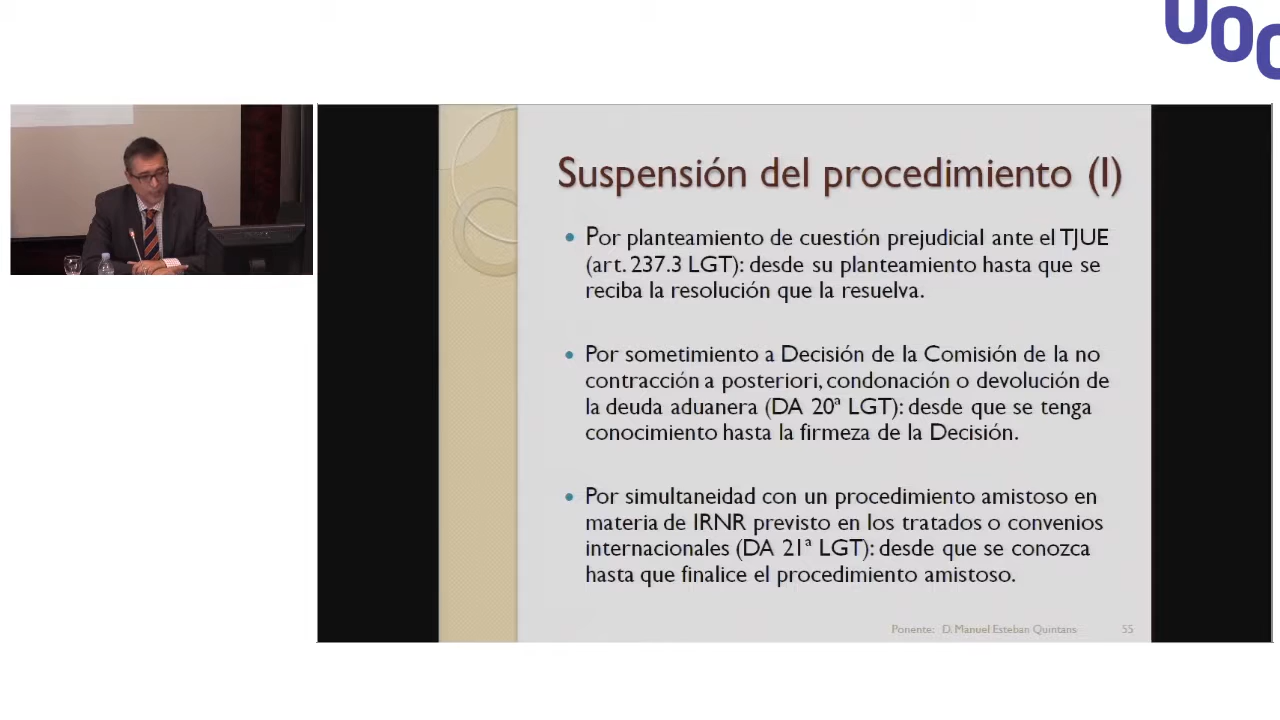 UOC
Suspensión del procedimiento (I)
• Por planteamiento de cuestión prejudicial ante el TJUE
(art. 237.3 LGT): desde su planteamiento hasta que se
reciba la resolución que la resuelva.
• Por sometimiento a Decisión de la Comisión de la no
contracción a posteriori, condonación o devolución de
la deuda aduanera (DA 20ª LGT): desde que se tenga
conocimiento hasta la firmeza de la Decisión.
• Por simultaneidad con un procedimiento amistoso en
materia de IRNR previsto en los tratados o convenios
internacionales (DA 21ª LGT): desde que se conozca
hasta que finalice el procedimiento amistoso.
Ponente: D. Manuel Esteban Quintans 55